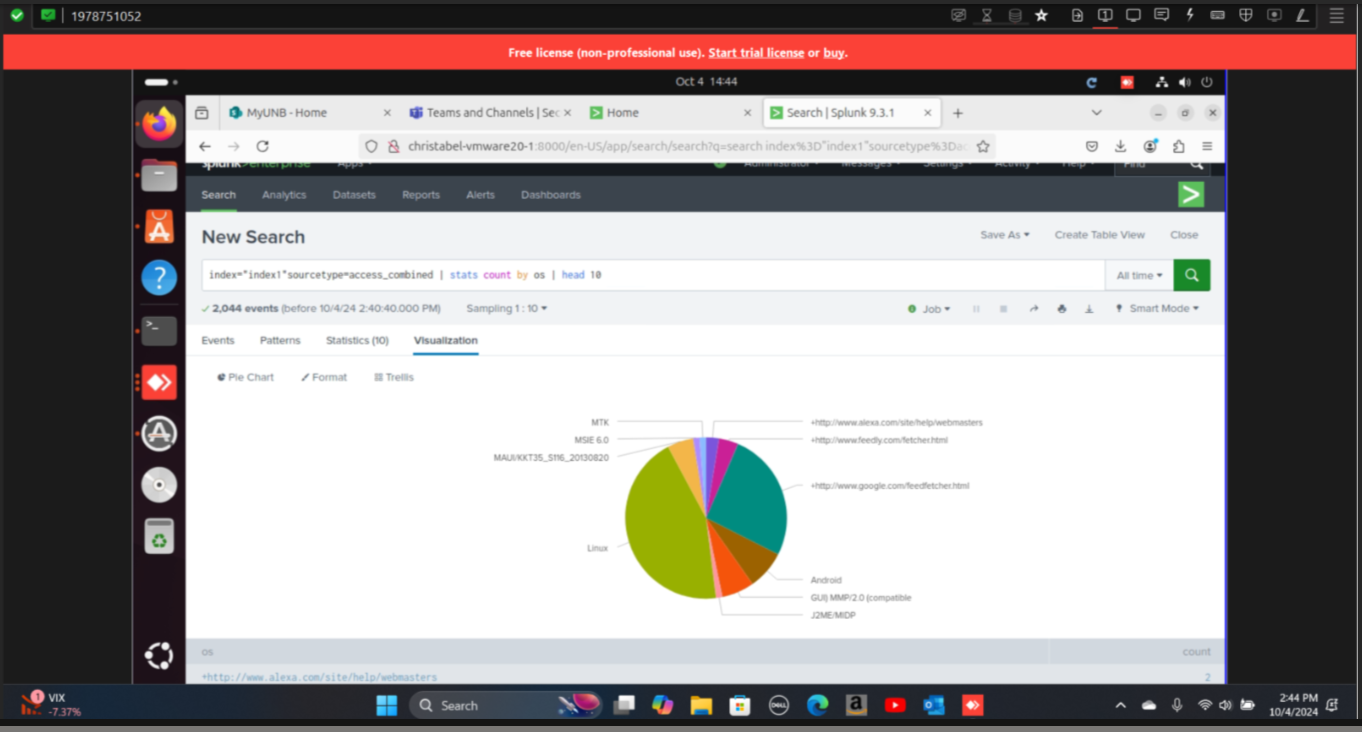 1978751052
Free license (non-professional use). Start trial license or buy.
Oct 4 14:44
MyUNB - Home
Teams and Channels | Sec
Home
Search | Splunk 9.3.1
christabel-vmware20-1:8000/en-US/app/search/search?q=search index%3D"index1"sourcetype%3Dac
splunk>enterprise Apps Administrator Messages Settings Activity Help Find
Search Analytics Datasets Reports Alerts Dashboards
New Search
Save As Create Table View Close
index="index1"sourcetype=access_combined | stats count by os | head 10
All time
2,044 events (before 10/4/24 2:40:40.000 PM)
Sampling 1 : 10
Job
Smart Mode
Events Patterns Statistics (10) Visualization
Pie Chart Format Trellis
MTK
MSIE 6.0
MAUI/KKT35_S116_20130820
Linux
+http://www.alexa.com/site/help/webmasters
+http://www.feedly.com/fetcher.html
+http://www.google.com/feedfetcher.html
Android
GUI) MMP/2.0 (compatible
J2ME/MIDP
os count
+http://www.alexa.com/site/help/webmasters 2
1
VIX
-7.37%
Search
DELL
2:44 PM
10/4/2024